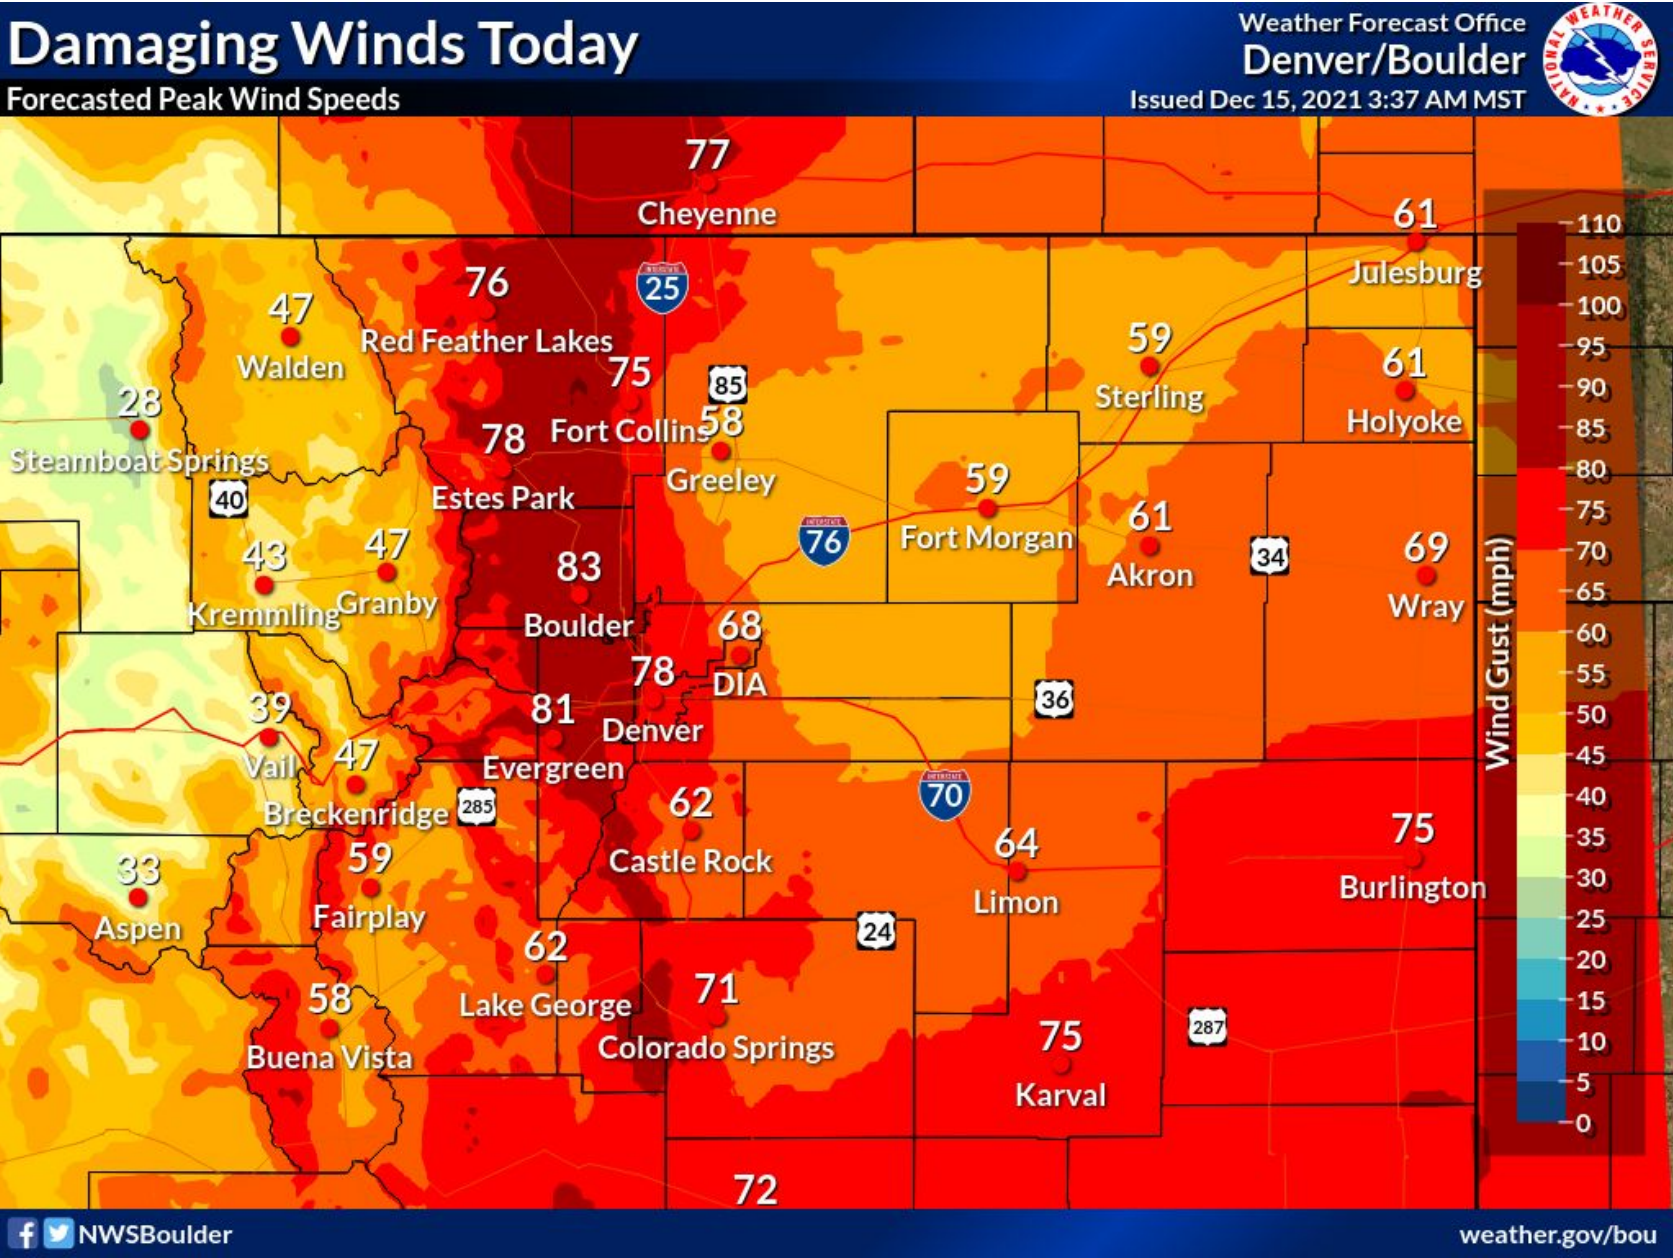 Damaging Winds Today
Forecasted Peak Wind Speeds
Weather Forecast Office
Denver/Boulder
Issued Dec 15, 2021 3:37 AM MST
NATIONAL WEATHER SERVICE
77
Cheyenne
61
Julesburg
76
Red Feather Lakes
INTERSTATE
25
47
Walden
75
Fort Collins
85
58
Greeley
59
Sterling
61
Holyoke
28
Steamboat Springs
78
Estes Park
40
59
Fort Morgan
INTERSTATE
76
61
Akron
34
69
Wray
43
Kremmling
47
Granby
83
Boulder
68
DIA
78
Denver
36
39
Vail
81
Evergreen
47
Breckenridge
285
INTERSTATE
70
62
Castle Rock
64
Limon
75
Burlington
33
Aspen
59
Fairplay
24
62
Lake George
71
Colorado Springs
58
Buena Vista
75
Karval
287
72
Wind Gust (mph)
110
105
100
95
90
85
80
75
70
65
60
55
50
45
40
35
30
25
20
15
10
5
0
NWSBoulder
weather.gov/bou